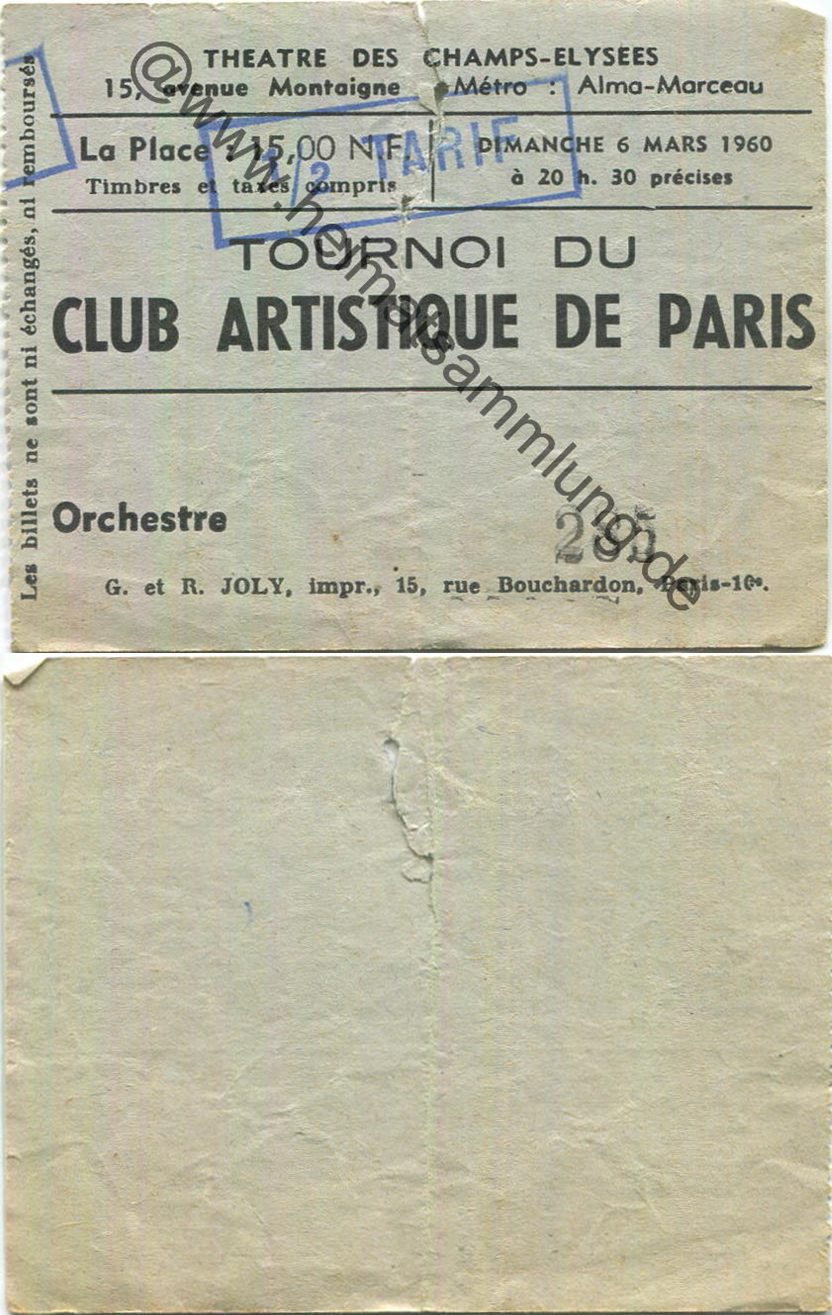 THEATRE DES CHAMPS-ELYSEES
15, avenue Montaigne Métro : Alma-Marceau
La Place : 15,00 N.F.
Timbres et taxes compris
DIMANCHE 6 MARS 1960
à 20 h. 30 précises
1/2 TARIF
TOURNOI DU
CLUB ARTISTIQUE DE PARIS
Orchestre
G. et R. JOLY, impr., 15, rue Bouchardon, Paris-10e.
Les billets ne sont ni échangés, ni remboursés
@www.heimatsammlung.de